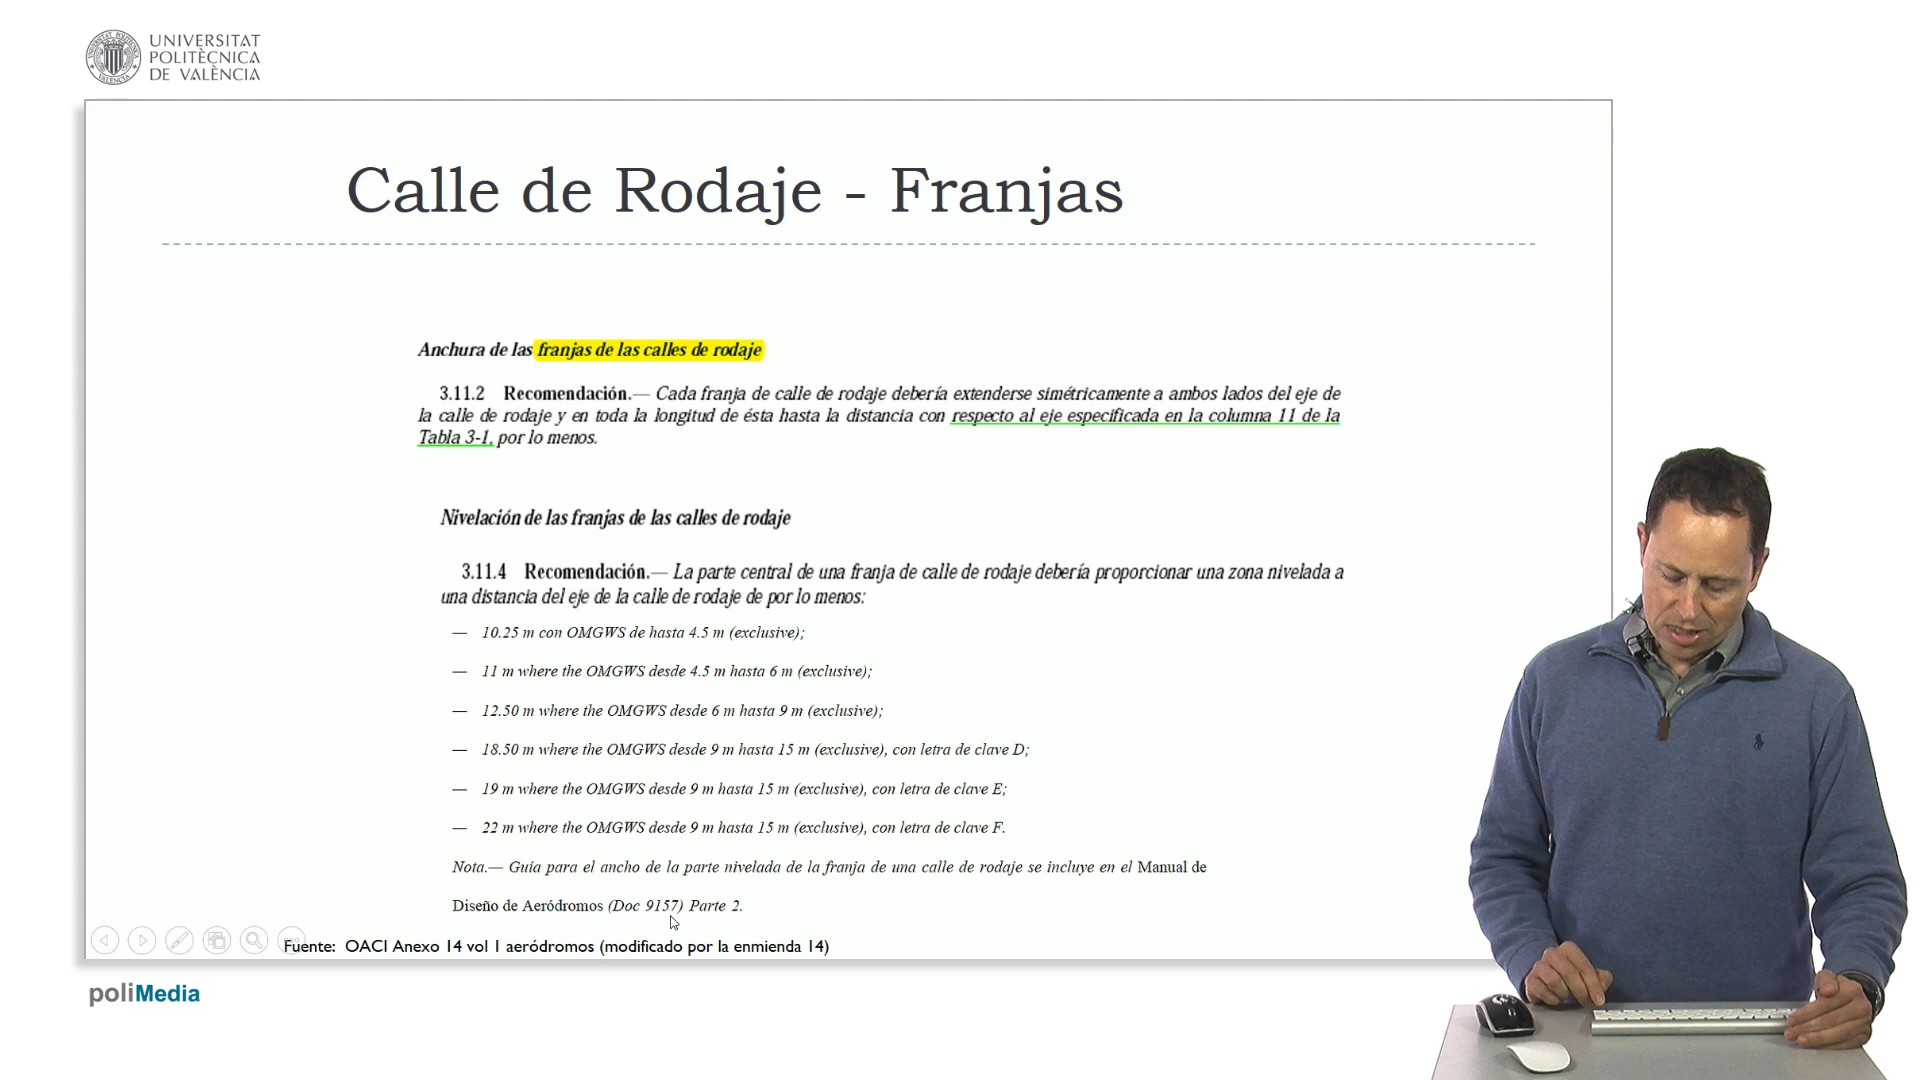 UNIVERSITAT
POLITÈCNICA
DE VALÈNCIA
Calle de Rodaje - Franjas
Anchura de las franjas de las calles de rodaje
3.11.2 Recomendación.— Cada franja de calle de rodaje debería extenderse simétricamente a ambos lados del eje de
la calle de rodaje y en toda la longitud de ésta hasta la distancia con respecto al eje especificada en la columna 11 de la
Tabla 3-1, por lo menos.
Nivelación de las franjas de las calles de rodaje
3.11.4 Recomendación.— La parte central de una franja de calle de rodaje debería proporcionar una zona nivelada a
una distancia del eje de la calle de rodaje de por lo menos:
— 10.25 m con OMGWS de hasta 4.5 m (exclusive);
— 11 m where the OMGWS desde 4.5 m hasta 6 m (exclusive);
— 12.50 m where the OMGWS desde 6 m hasta 9 m (exclusive);
— 18.50 m where the OMGWS desde 9 m hasta 15 m (exclusive), con letra de clave D;
— 19 m where the OMGWS desde 9 m hasta 15 m (exclusive), con letra de clave E;
— 22 m where the OMGWS desde 9 m hasta 15 m (exclusive), con letra de clave F.
Nota.— Guía para el ancho de la parte nivelada de la franja de una calle de rodaje se incluye en el Manual de
Diseño de Aeródromos (Doc 9157) Parte 2.
Fuente: OACI Anexo 14 vol 1 aeródromos (modificado por la enmienda 14)
poliMedia